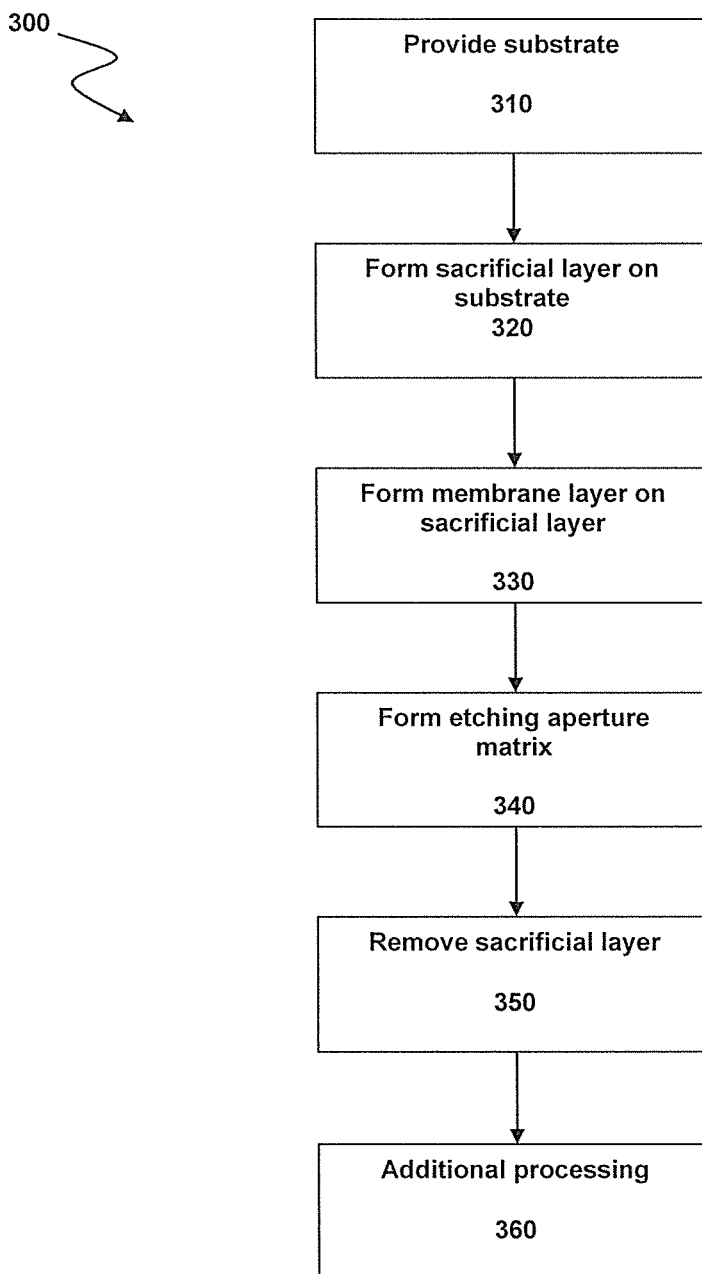 300
Provide substrate
310
Form sacrificial layer on
substrate
320
Form membrane layer on
sacrificial layer
330
Form etching aperture
matrix
340
Remove sacrificial layer
350
Additional processing
360